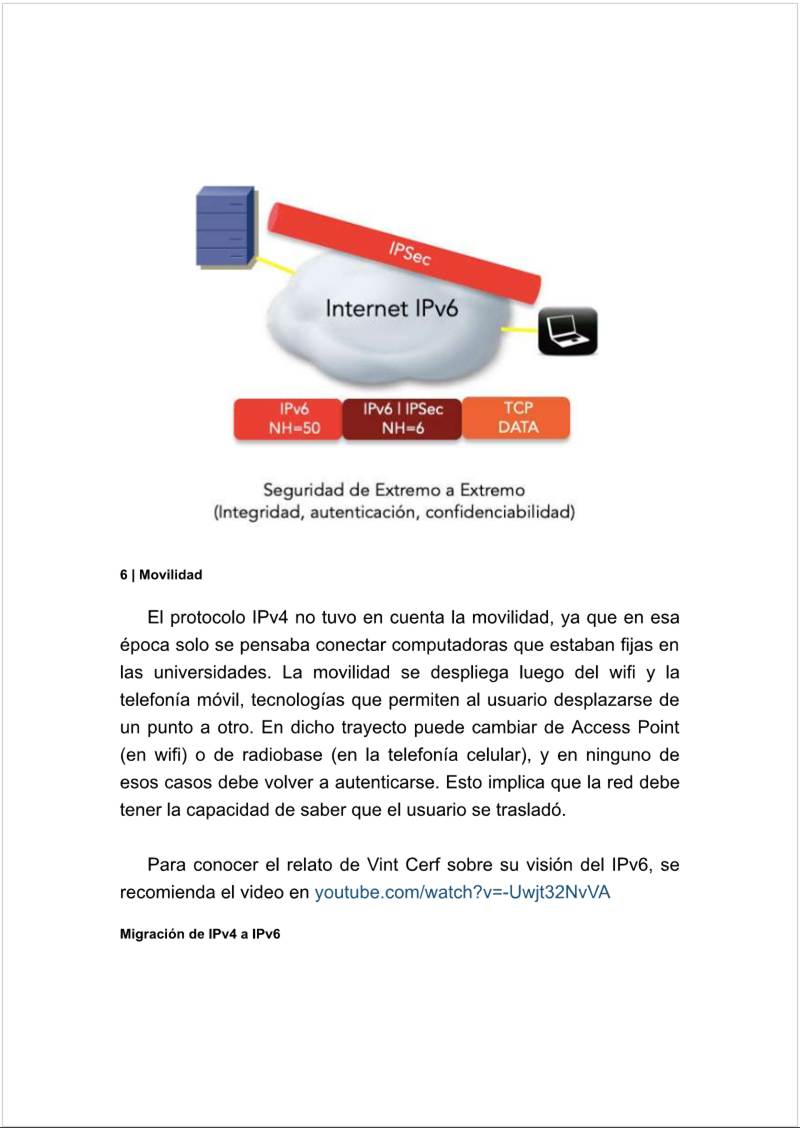 IPSec
Internet IPv6
IPv6 IPv6 | IPSec TCP
NH=50 NH=6 DATA
Seguridad de Extremo a Extremo
(Integridad, autenticación, confidenciabilidad)
6 | Movilidad
El protocolo IPv4 no tuvo en cuenta la movilidad, ya que en esa
época solo se pensaba conectar computadoras que estaban fijas en
las universidades. La movilidad se despliega luego del wifi y la
telefonía móvil, tecnologías que permiten al usuario desplazarse de
un punto a otro. En dicho trayecto puede cambiar de Access Point
(en wifi) o de radiobase (en la telefonía celular), y en ninguno de
esos casos debe volver a autenticarse. Esto implica que la red debe
tener la capacidad de saber que el usuario se trasladó.
Para conocer el relato de Vint Cerf sobre su visión del IPv6, se
recomienda el video en youtube.com/watch?v=-Uwjt32NvVA
Migración de IPv4 a IPv6